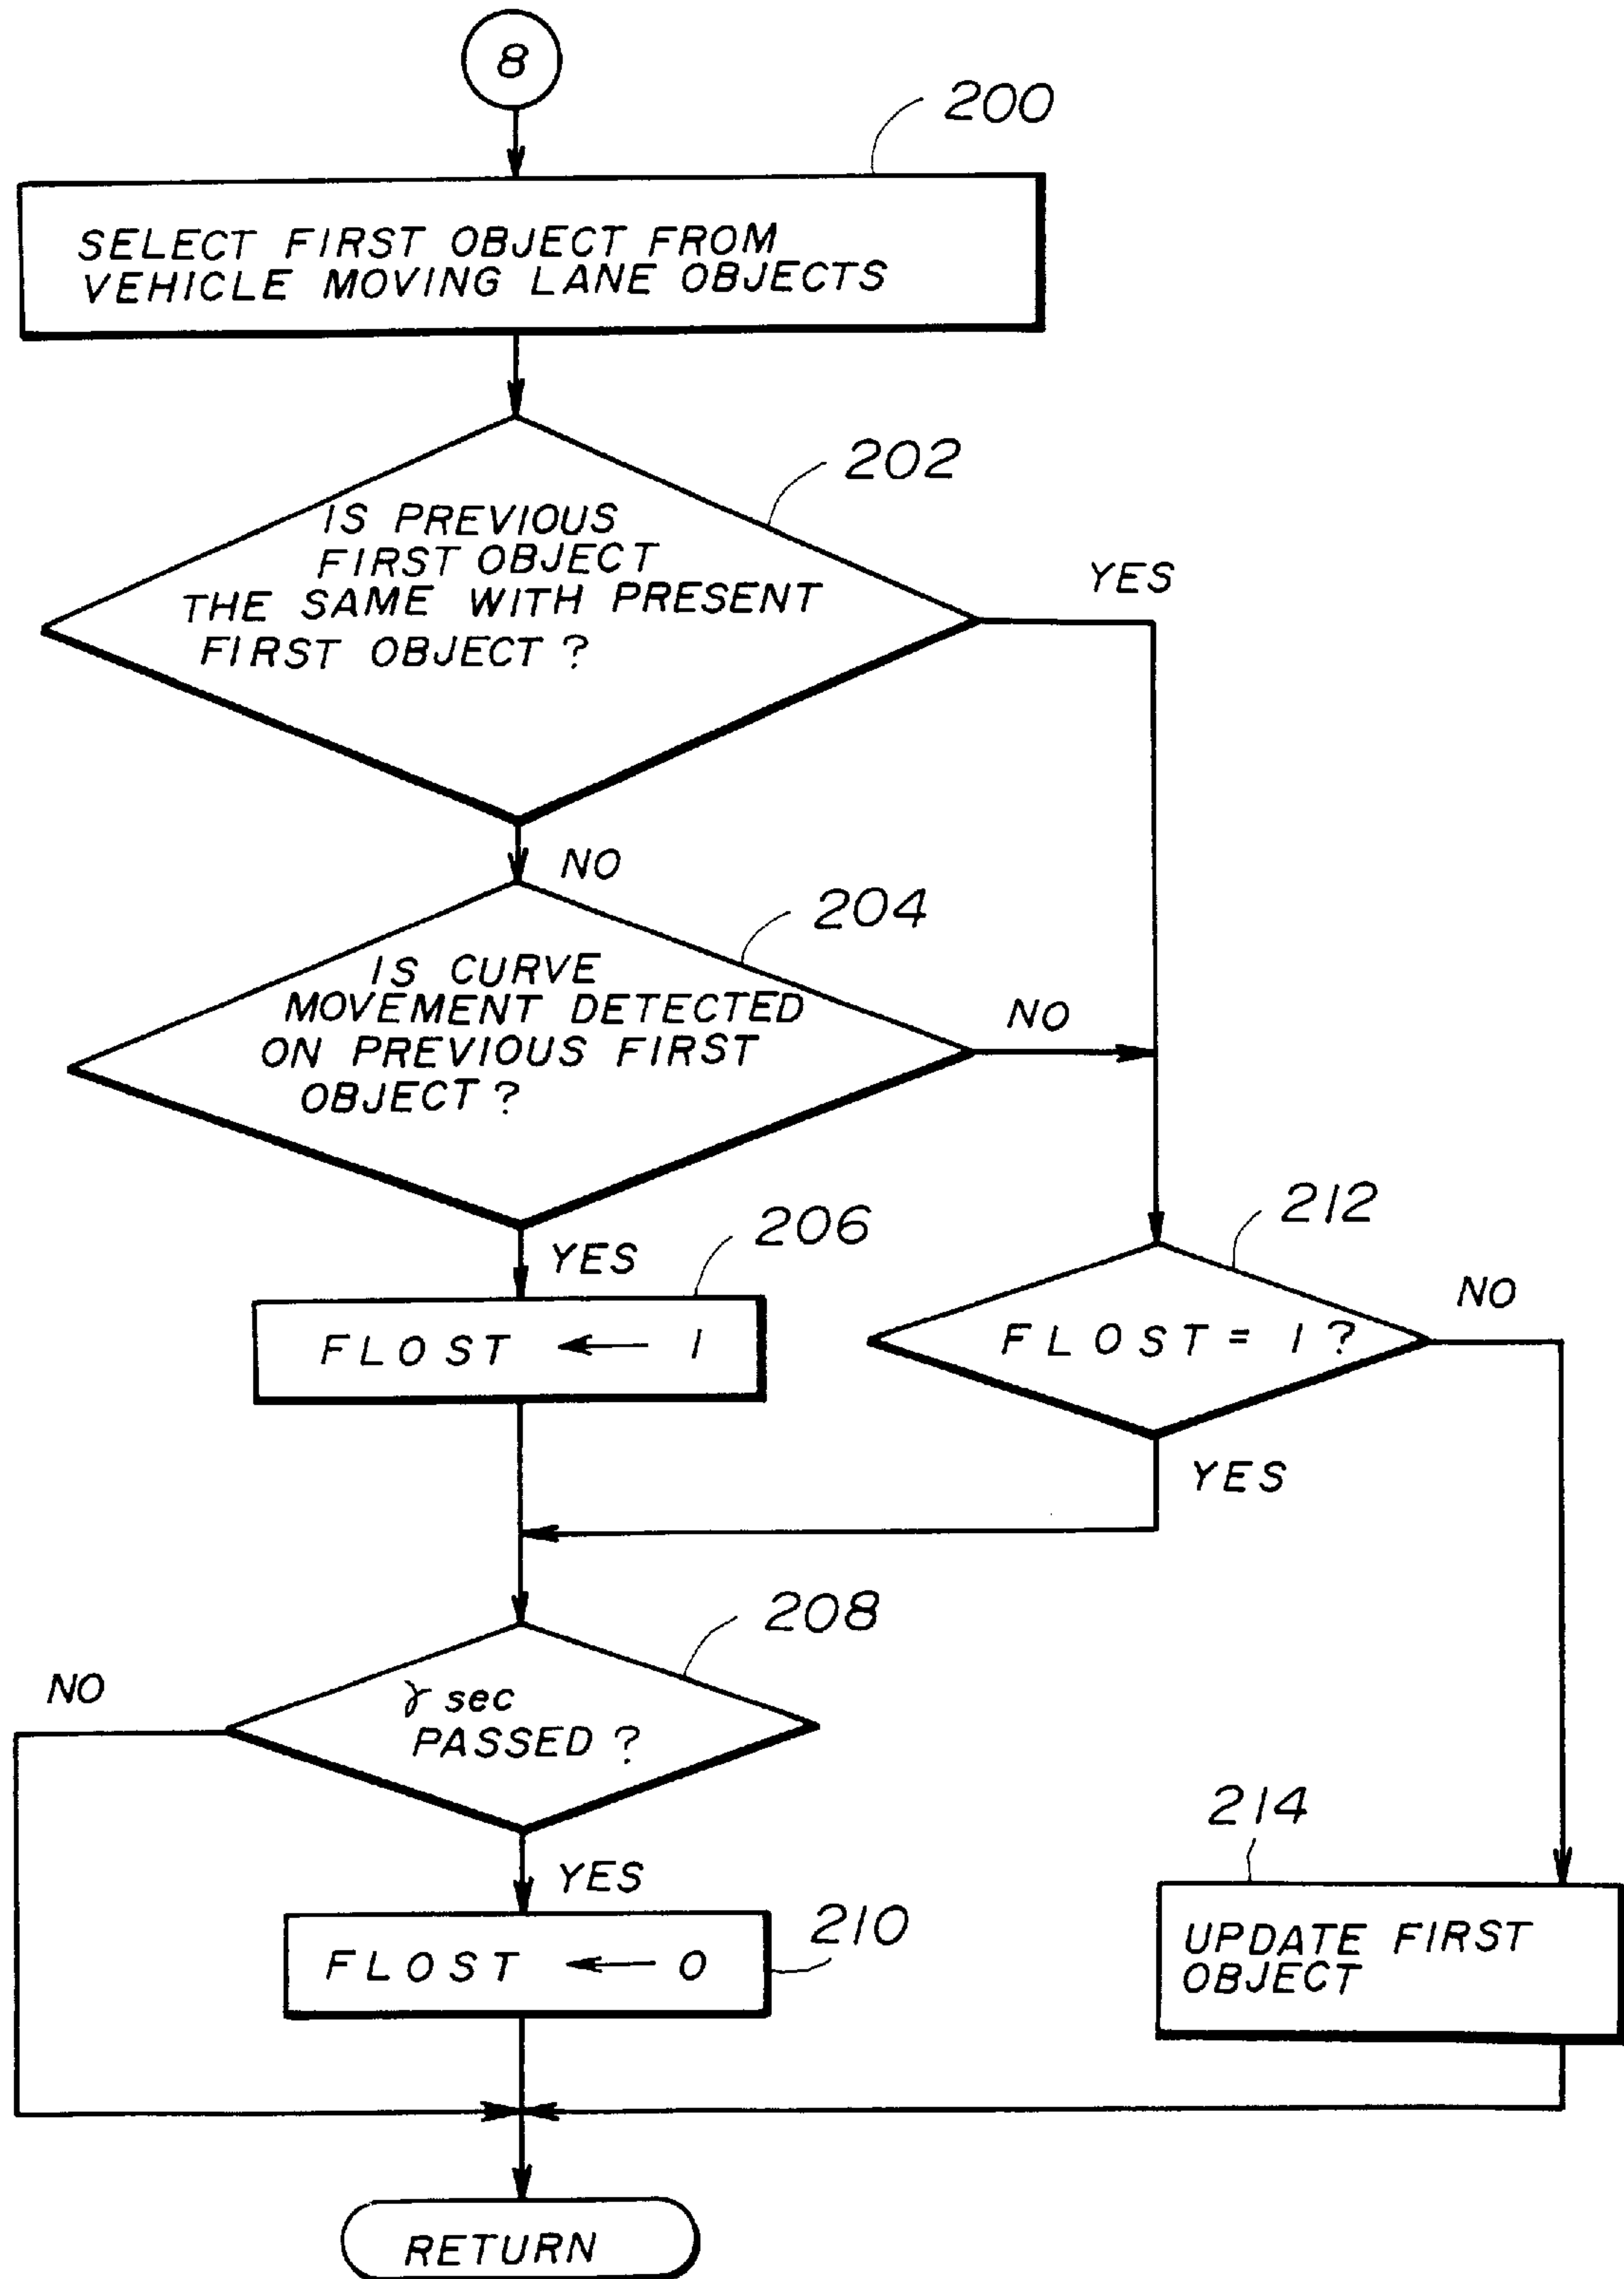 8
200
SELECT FIRST OBJECT FROM
VEHICLE MOVING LANE OBJECTS
202
IS PREVIOUS
FIRST OBJECT
THE SAME WITH PRESENT
FIRST OBJECT ?
YES
NO
204
IS CURVE
MOVEMENT DETECTED
ON PREVIOUS FIRST
OBJECT ?
NO
YES
206
FLOST ← 1
212
FLOST = 1 ?
NO
YES
208
γ sec
PASSED ?
NO
YES
210
FLOST ← 0
214
UPDATE FIRST
OBJECT
RETURN